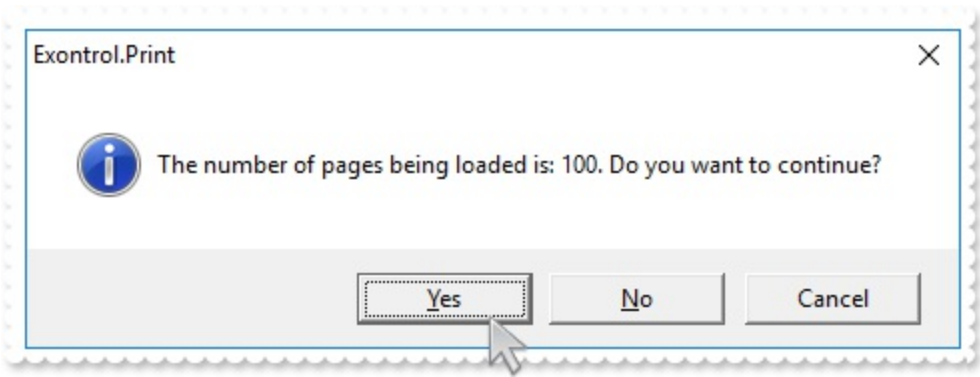 Exontrol.Print
The number of pages being loaded is: 100. Do you want to continue?
Yes
No
Cancel